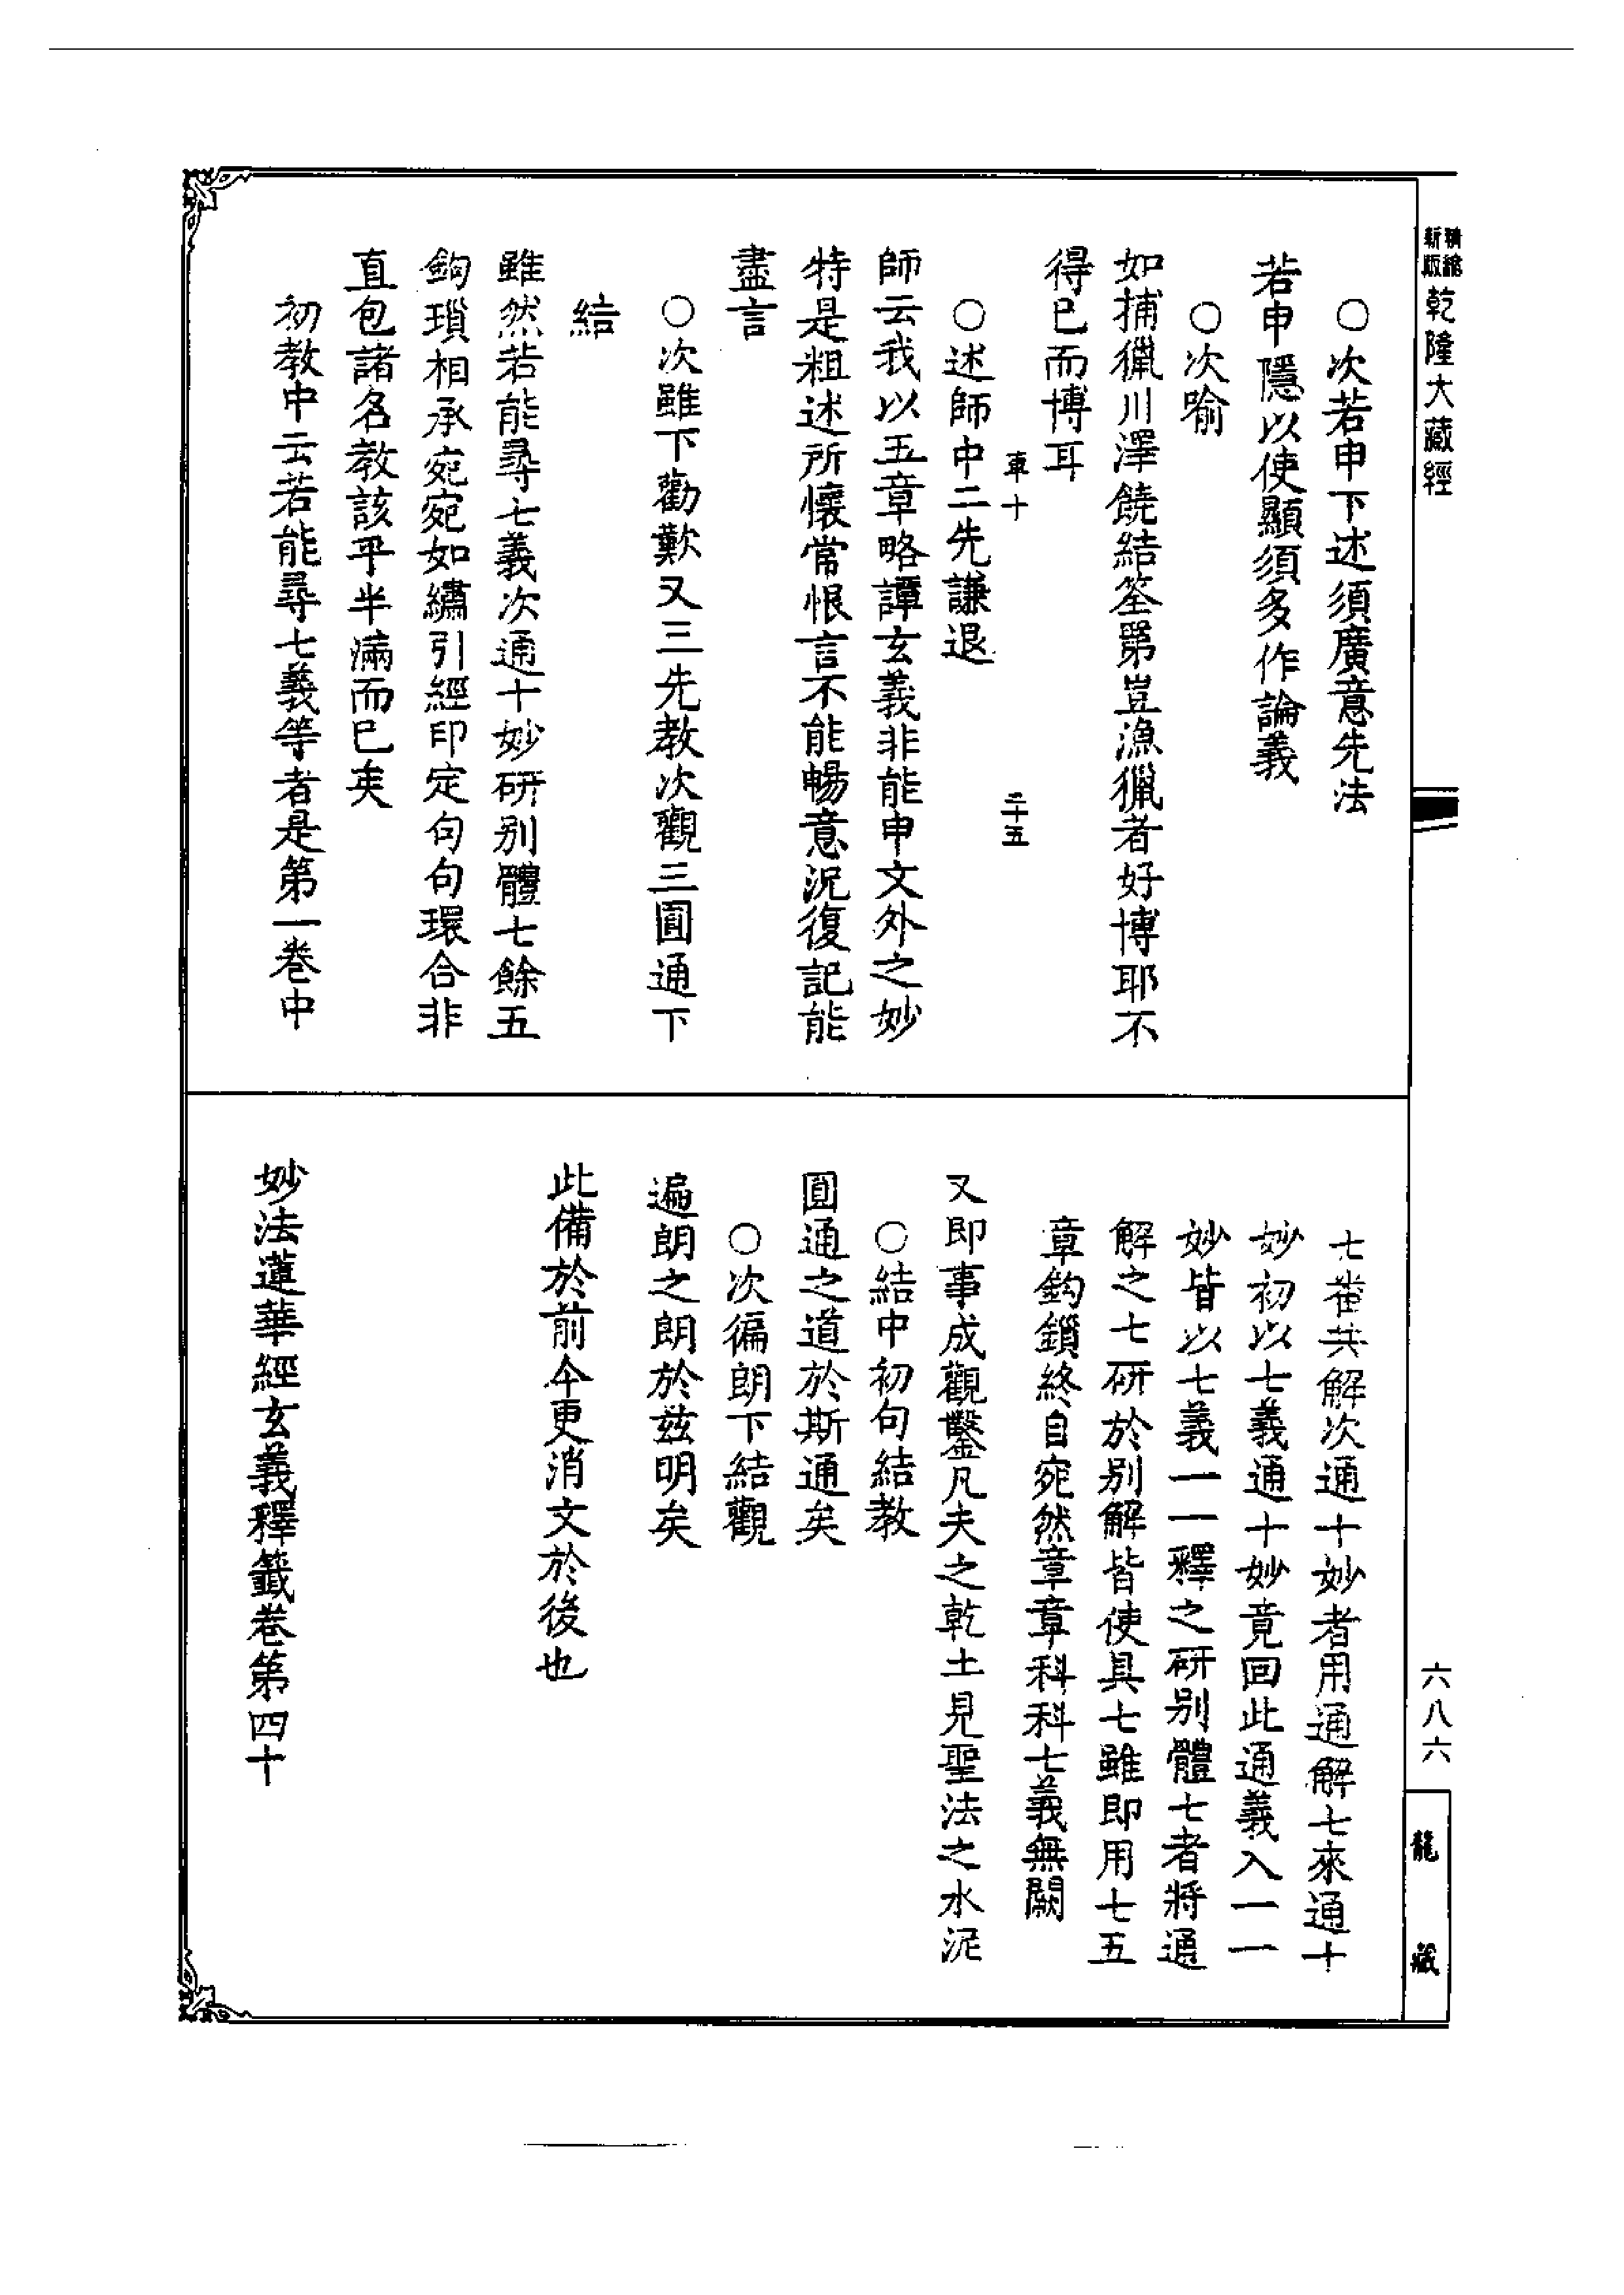 新版
精縮
乾隆大藏經
六八六
龍藏
○次若申下述須廣意先法
若申隱以使顯須多作論義
○次喻
如捕獵川澤饒結筌罤豈漁獵者好博耶不
得已而博耳
車十 二十五
○述師中二先謙退
師云我以五章略譚玄義非能申文外之妙
特是粗述所懷常恨言不能暢意況復記能
盡言
○次雖下勸歎又三先教次觀三圓通下
結
雖然若能尋七義次通十妙研別體七餘五
鉤瑣相承宛宛如繡引經印定句句環合非
直包諸名教該乎半滿而已矣
初教中云若能尋七義等者是第一卷中
七番共解次通十妙者用通解七來通十
妙初以七義通十妙竟回此通義入一一
妙皆以七義一一釋之研別體七者將通
解之七研於別解皆使具七雖即用七五
章鈎鎖終自宛然章章科科七義無闕
又即事成觀鑿凡夫之乾土見聖法之水泥
○結中初句結教
圓通之道於斯通矣
○次徧朗下結觀
遍朗之朗於茲明矣
此備於前今更消文於後也
妙法蓮華經玄義釋籤卷第四十